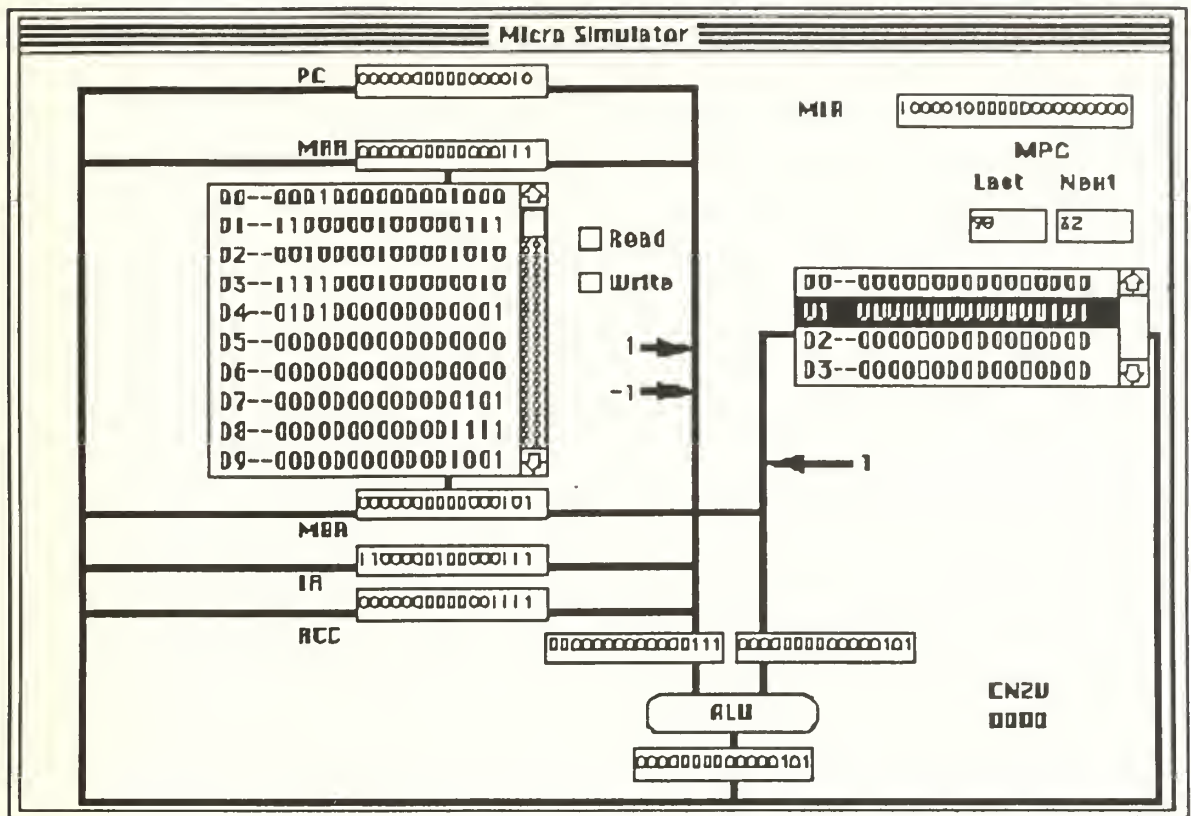 Micro Simulator
PC 0000000000000010
MIR 10000100000000000000
MAR 0000000000000111
MPC
Last Next
32
00--0001000000001000
01--1100000100000111
02--0010000100001010
03--1111000100000010
04--0101000000000001
05--0000000000000000
06--0000000000000000
07--0000000000000101
08--0000000000001111
09--0000000000001001
Read
Write
00--0000000000000000
01 0000000000000101
02--0000000000000000
03--0000000000000000
1
-1
1
MBR 0000000000000101
IR 1100000100000111
ACC 0000000000001111
0000000000000111
0000000000000101
ALU
CNZV
0000
0000000000000101